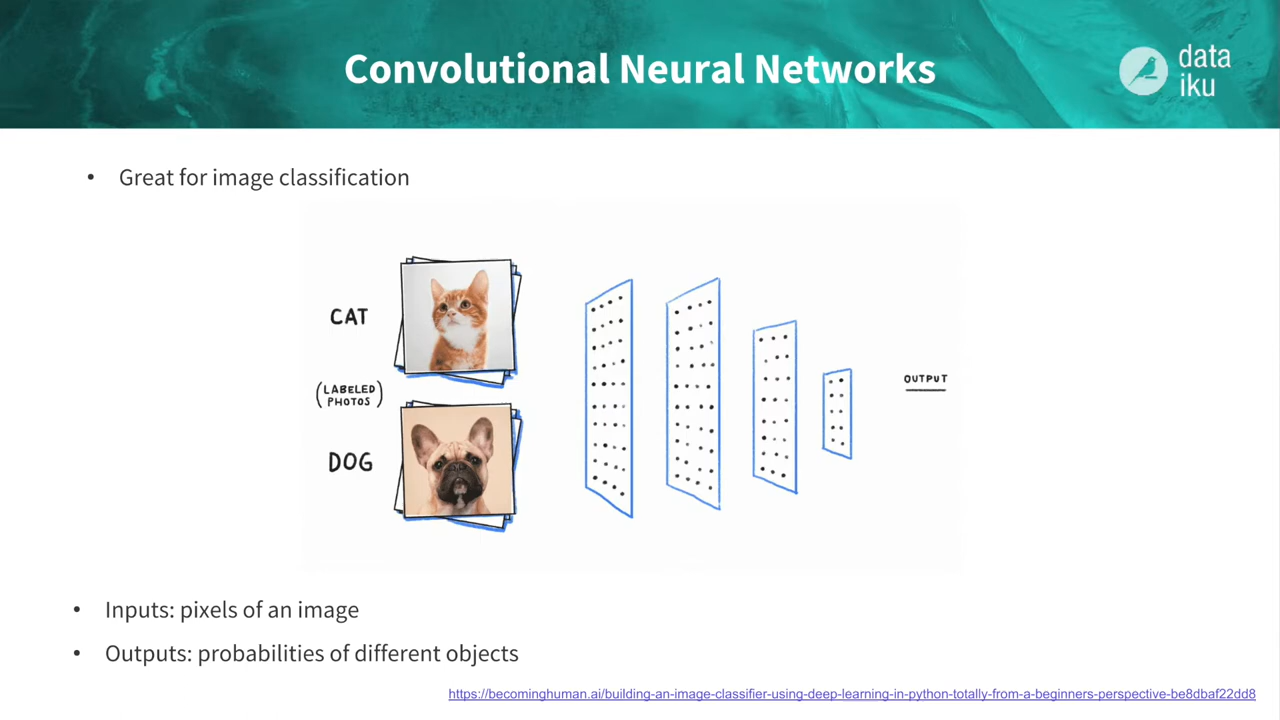 Convolutional Neural Networks
data
iku
• Great for image classification
CAT
(LABELED
PHOTOS)
DOG
OUTPUT
• Inputs: pixels of an image
• Outputs: probabilities of different objects
https://becominghuman.ai/building-an-image-classifier-using-deep-learning-in-python-totally-from-a-beginners-perspective-be8dbaf22dd8